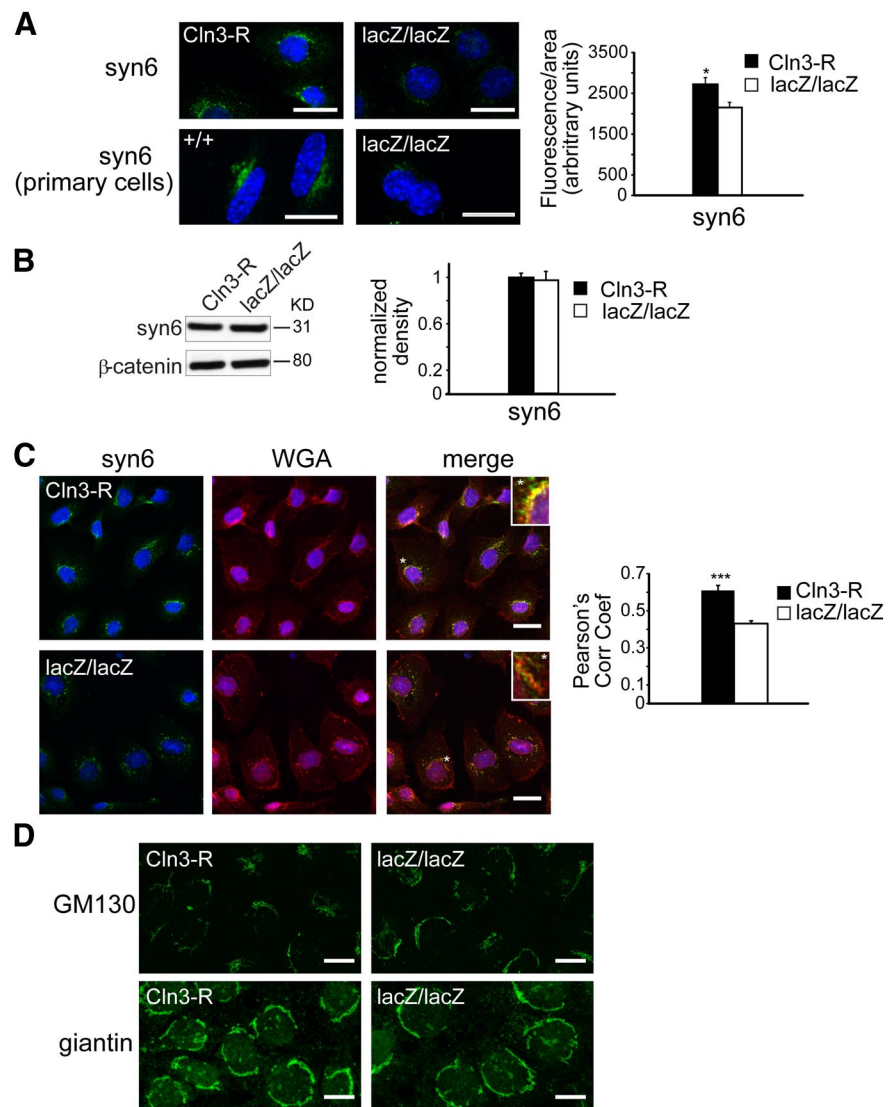 A
Cln3-R
lacZ/lacZ
syn6
+/+
lacZ/lacZ
syn6
(primary cells)
Fluorescence/area
(arbritrary units)
3500
2500
1500
500
0
*
Cln3-R
lacZ/lacZ
syn6
B
Cln3-R
lacZ/lacZ
KD
syn6
31
β-catenin
80
normalized
density
1
0.6
0.2
0
Cln3-R
lacZ/lacZ
syn6
C
syn6
WGA
merge
Cln3-R
*
*
lacZ/lacZ
*
*
Pearson's
Corr Coef
0.7
0.5
0.3
0.1
0
***
Cln3-R
lacZ/lacZ
D
Cln3-R
lacZ/lacZ
GM130
Cln3-R
lacZ/lacZ
giantin